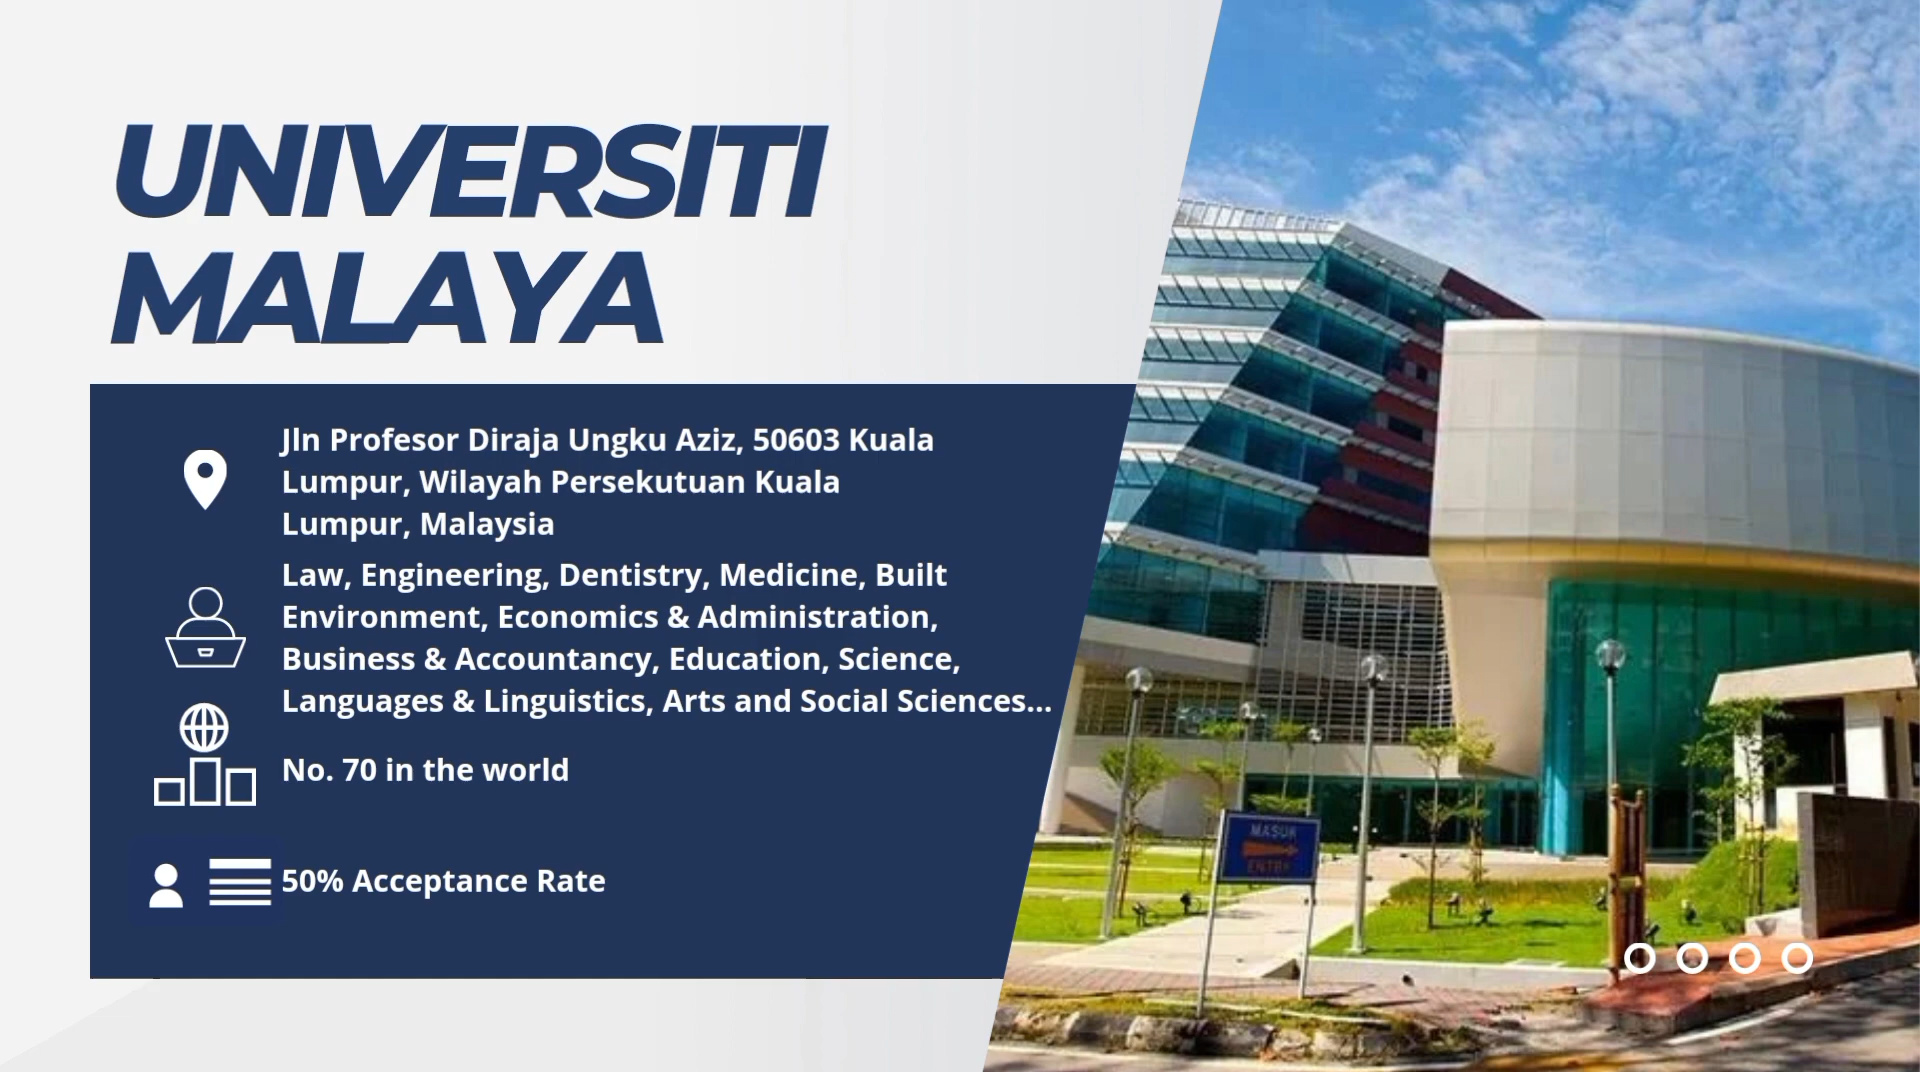 UNIVERSITI
MALAYA
Jln Profesor Diraja Ungku Aziz, 50603 Kuala
Lumpur, Wilayah Persekutuan Kuala
Lumpur, Malaysia
Law, Engineering, Dentistry, Medicine, Built
Environment, Economics & Administration,
Business & Accountancy, Education, Science,
Languages & Linguistics, Arts and Social Sciences...
No. 70 in the world
50% Acceptance Rate
MASUK
ENTRY